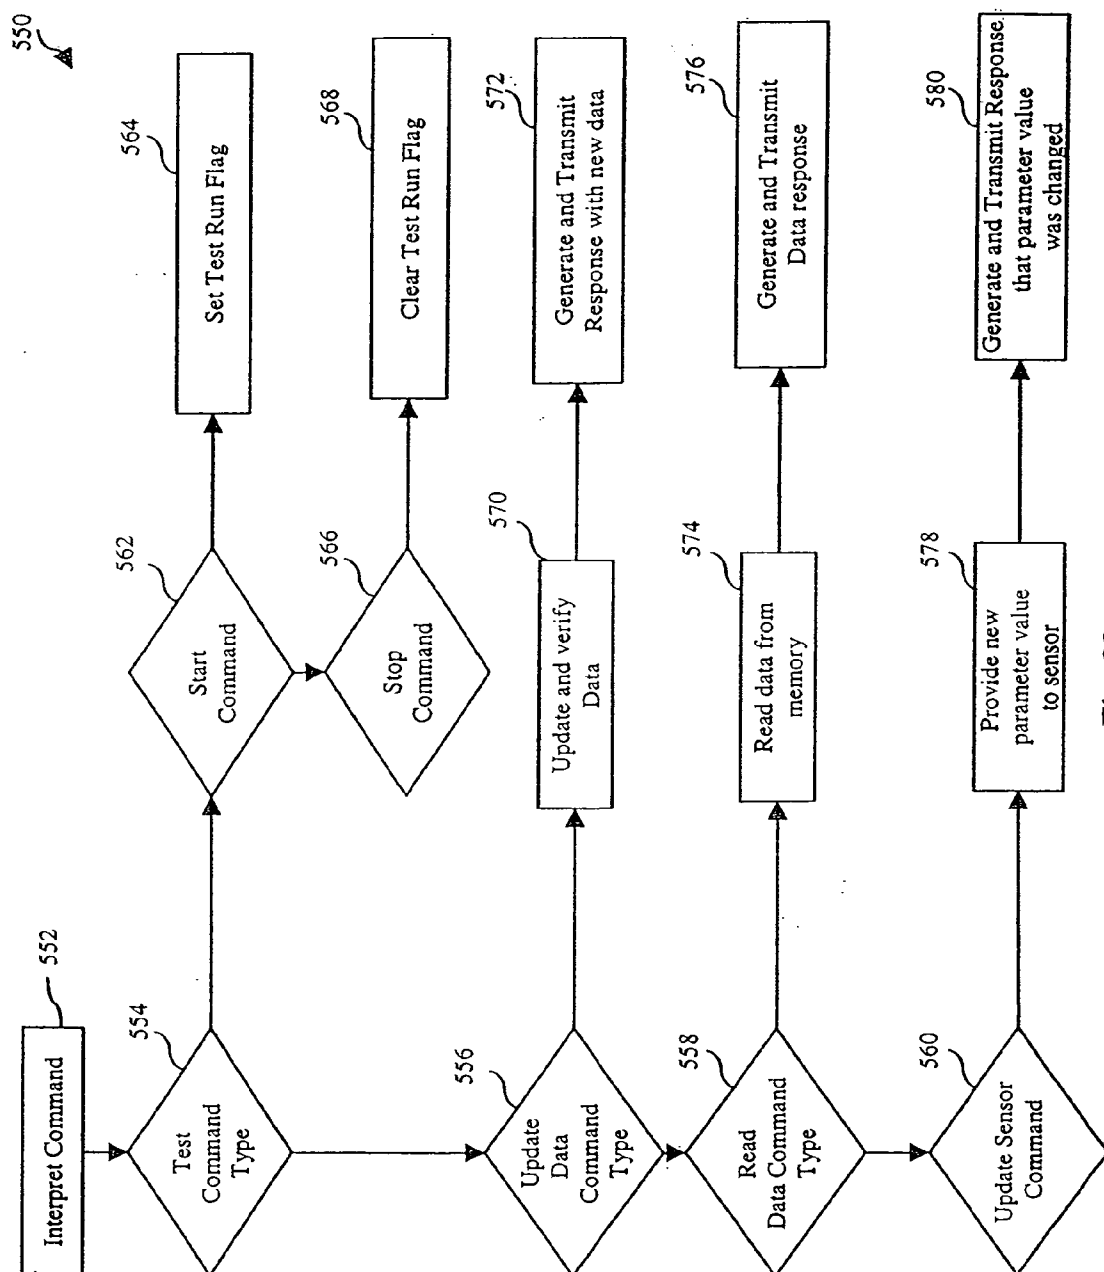 550
552
Interpret Command
554
Test
Command
Type
562
Start
Command
564
Set Test Run Flag
566
Stop
Command
568
Clear Test Run Flag
556
Update
Data
Command
Type
570
Update and verify
Data
572
Generate and Transmit
Response with new data
558
Read
Data Command
Type
574
Read data from
memory
576
Generate and Transmit
Data response
560
Update Sensor
Command
578
Provide new
parameter value
to sensor
580
Generate and Transmit Response
that parameter value
was changed